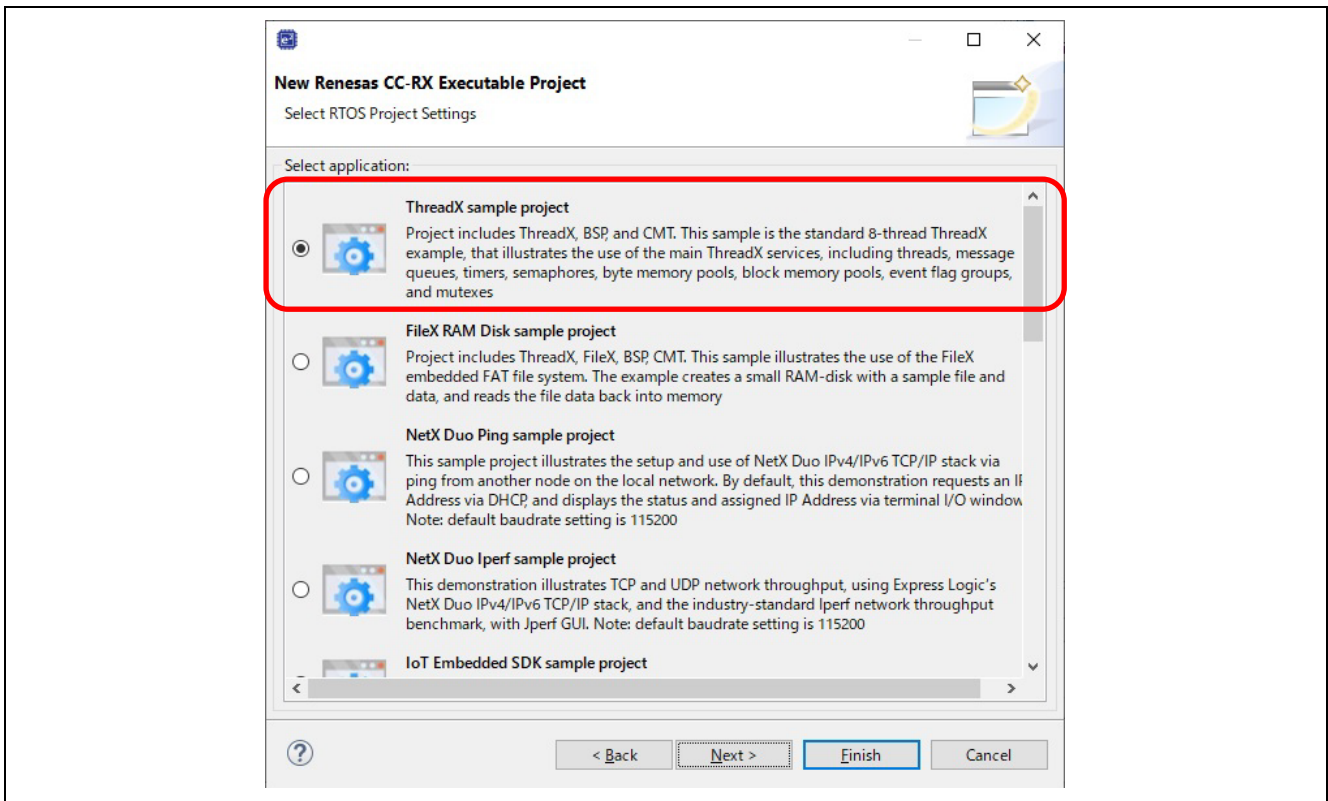 New Renesas CC-RX Executable Project
Select RTOS Project Settings
Select application:
ThreadX sample project
Project includes ThreadX, BSP, and CMT. This sample is the standard 8-thread ThreadX
example, that illustrates the use of the main ThreadX services, including threads, message
queues, timers, semaphores, byte memory pools, block memory pools, event flag groups,
and mutexes
FileX RAM Disk sample project
Project includes ThreadX, FileX, BSP, CMT. This sample illustrates the use of the FileX
embedded FAT file system. The example creates a small RAM-disk with a sample file and
data, and reads the file data back into memory
NetX Duo Ping sample project
This sample project illustrates the setup and use of NetX Duo IPv4/IPv6 TCP/IP stack via
ping from another node on the local network. By default, this demonstration requests an IP
Address via DHCP, and displays the status and assigned IP Address via terminal I/O window
Note: default baudrate setting is 115200
NetX Duo Iperf sample project
This demonstration illustrates TCP and UDP network throughput, using Express Logic's
NetX Duo IPv4/IPv6 TCP/IP stack, and the industry-standard Iperf network throughput
benchmark, with Jperf GUI. Note: default baudrate setting is 115200
IoT Embedded SDK sample project
< Back Next > Finish Cancel